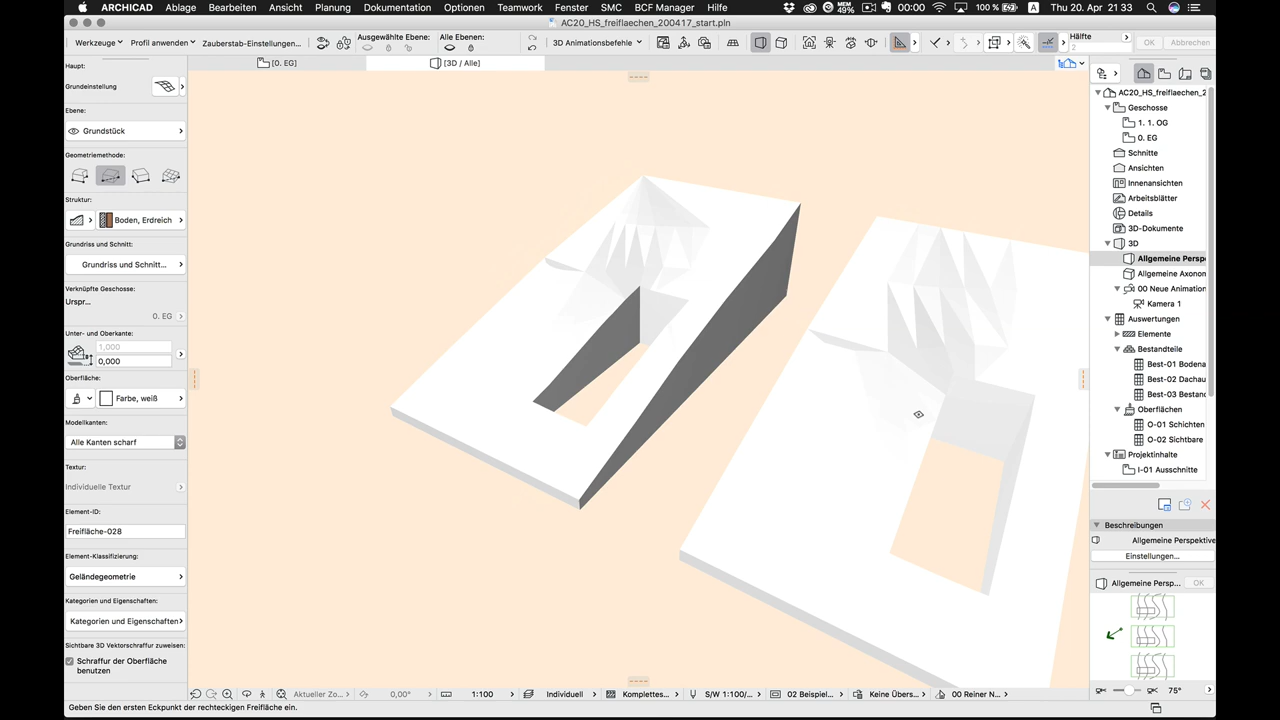 ARCHICAD Ablage Bearbeiten Ansicht Planung Dokumentation Optionen Teamwork Fenster SMC BCF Manager Hilfe MEM 49% 00:00 100 % Thu 20. Apr 21 33
AC20_HS_freiflaechen_200417_start.pln
Werkzeuge Profil anwenden Zauberstab-Einstellungen... Ausgewählte Ebene: Alle Ebenen: 3D Animationsbefehle Hälfte 2 OK Abbrechen
[0. EG] [3D / Alle]
Haupt:
Grundeinstellung
Ebene:
Grundstück
Geometriemethode:
Struktur:
Boden, Erdreich
Grundriss und Schnitt:
Grundriss und Schnitt...
Verknüpfte Geschosse:
Urspr...
0. EG
Unter- und Oberkante:
1,000
0,000
Oberfläche:
Farbe, weiß
Modellkanten:
Alle Kanten scharf
Textur:
Individuelle Textur
Element-ID:
Freifläche-028
Element-Klassifizierung:
Geländegeometrie
Kategorien und Eigenschaften:
Kategorien und Eigenschaften
Sichtbare 3D Vektorschraffur zuweisen:
Schraffur der Oberfläche
benutzen
AC20_HS_freiflaechen_2
Geschosse
1. 1. OG
0. EG
Schnitte
Ansichten
Innenansichten
Arbeitsblätter
Details
3D-Dokumente
3D
Allgemeine Persp
Allgemeine Axonom
00 Neue Animation
Kamera 1
Auswertungen
Elemente
Bestandteile
Best-01 Bodena
Best-02 Dachau
Best-03 Bestand
Oberflächen
O-01 Schichten
O-02 Sichtbare
Projektinhalte
I-01 Ausschnitte
Beschreibungen
Allgemeine Perspektive
Einstellungen...
Allgemeine Persp... OK
75°
Aktueller Zo... 0,00° 1:100 Individuell Komplettes... S/W 1:100/... 02 Beispiel... Keine Übers... 00 Reiner N...
Geben Sie den ersten Eckpunkt der rechteckigen Freifläche ein.